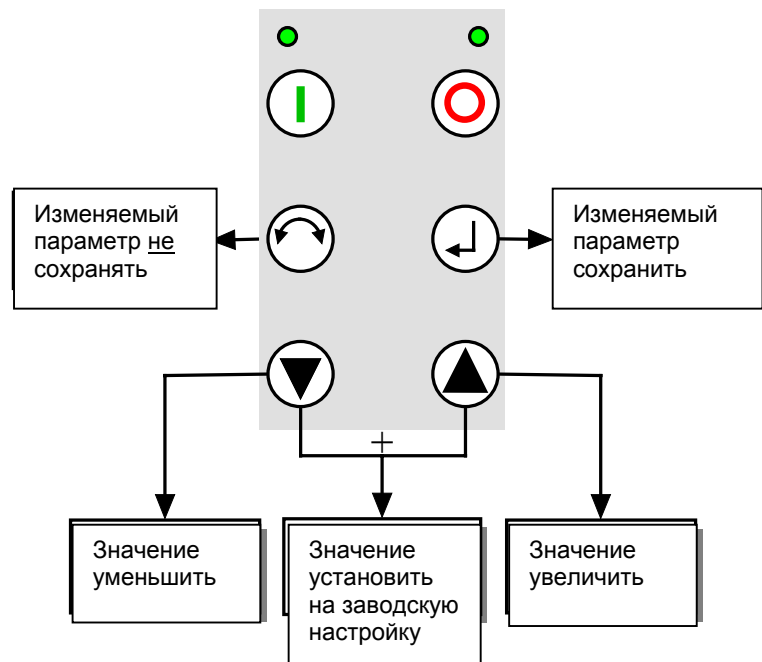 Изменяемый
параметр не
сохранять
Изменяемый
параметр
сохранить
+
Значение
уменьшить
Значение
установить
на заводскую
настройку
Значение
увеличить